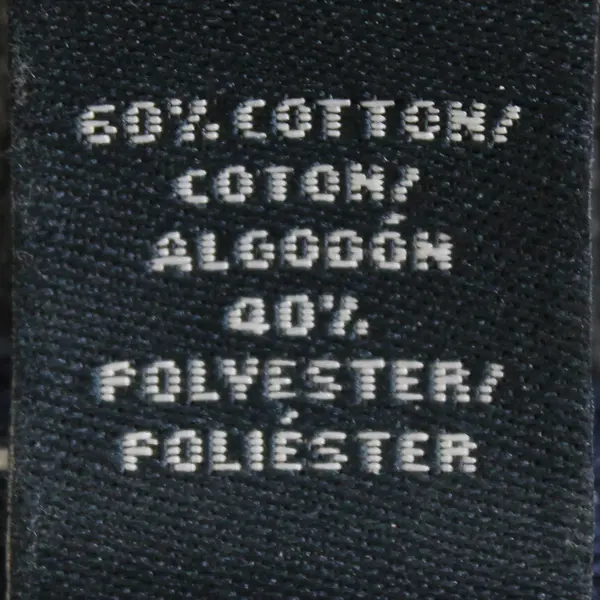 60% COTTON/
COTON/
ALGODÓN
40%
POLYESTER/
POLIÉSTER